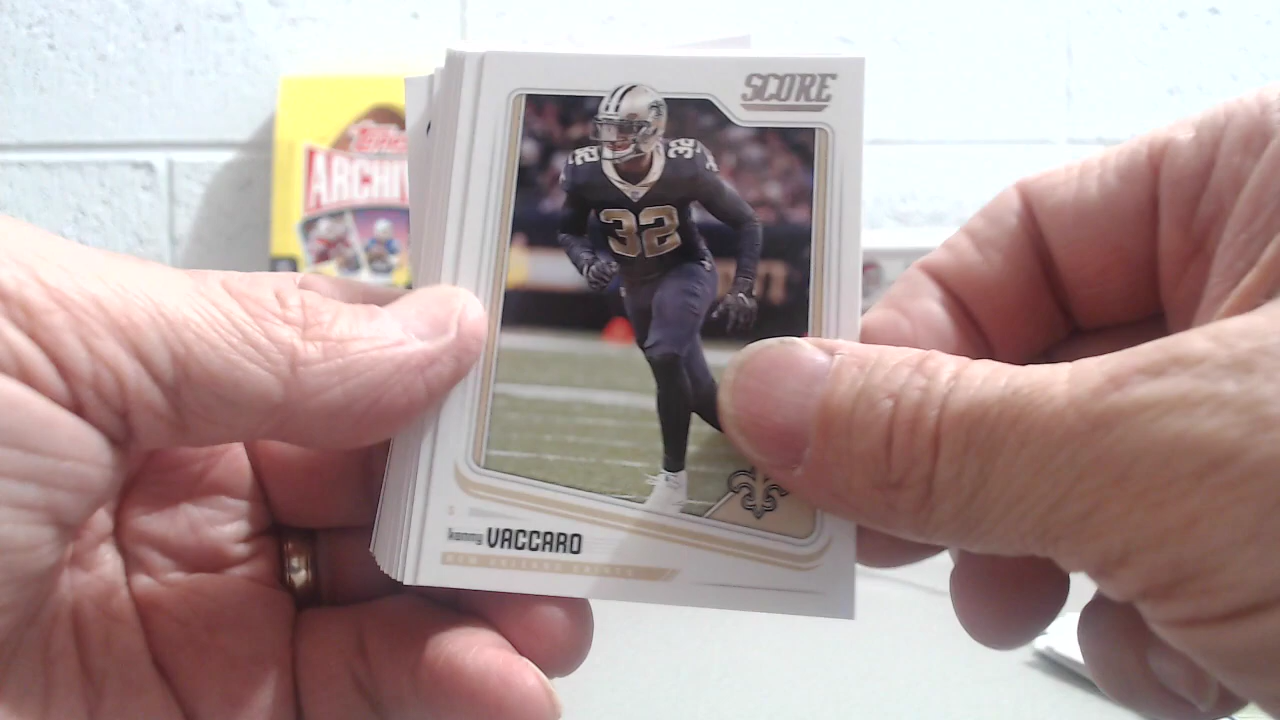 SCORE
Topps
ARCHIV
32
32
32
S
kenny VACCARO
NEW ORLEANS SAINTS